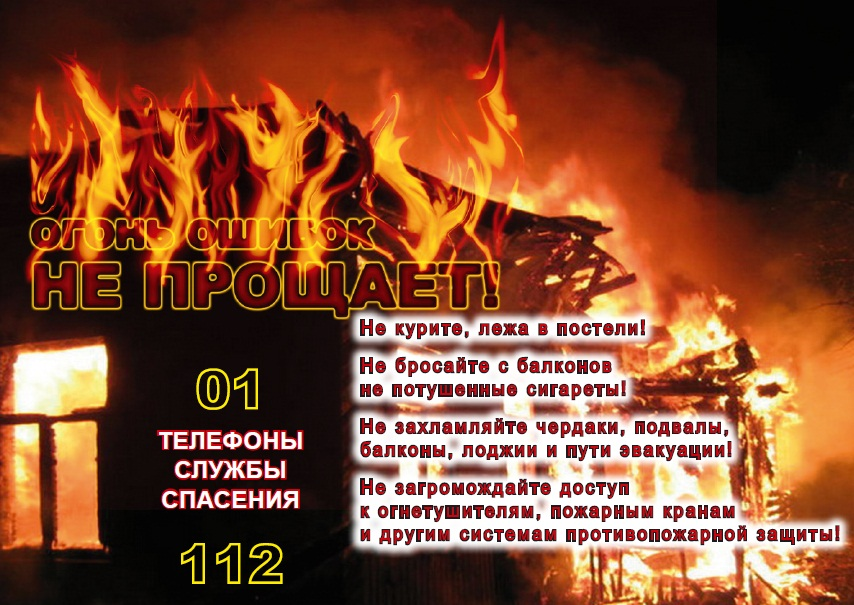 ОГОНЬ ОШИБОК
НЕ ПРОЩАЕТ!
Не курите, лежа в постели!
Не бросайте с балконов
не потушенные сигареты!
Не захламляйте чердаки, подвалы,
балконы, лоджии и пути эвакуации!
Не загромождайте доступ
к огнетушителям, пожарным кранам
и другим системам противопожарной защиты!
01
ТЕЛЕФОНЫ
СЛУЖБЫ
СПАСЕНИЯ
112